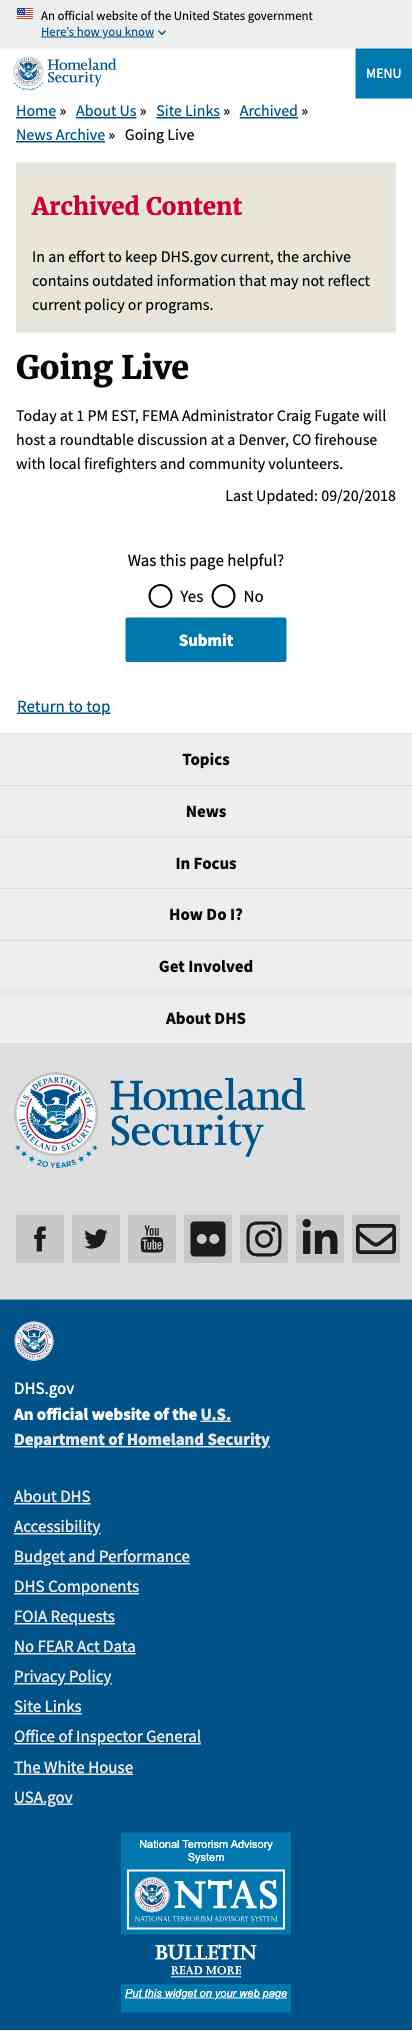 An official website of the United States government
Here's how you know
Homeland
Security
MENU
Home » About Us » Site Links » Archived »
News Archive » Going Live
Archived Content
In an effort to keep DHS.gov current, the archive
contains outdated information that may not reflect
current policy or programs.
Going Live
Today at 1 PM EST, FEMA Administrator Craig Fugate will
host a roundtable discussion at a Denver, CO firehouse
with local firefighters and community volunteers.
Last Updated: 09/20/2018
Was this page helpful?
Yes No
Submit
Return to top
Topics
News
In Focus
How Do I?
Get Involved
About DHS
U.S. DEPARTMENT OF HOMELAND SECURITY
20 YEARS
Homeland
Security
You
Tube
DHS.gov
An official website of the U.S.
Department of Homeland Security
About DHS
Accessibility
Budget and Performance
DHS Components
FOIA Requests
No FEAR Act Data
Privacy Policy
Site Links
Office of Inspector General
The White House
USA.gov
National Terrorism Advisory
System
NTAS
NATIONAL TERRORISM ADVISORY SYSTEM
BULLETIN
READ MORE
Put this widget on your web page